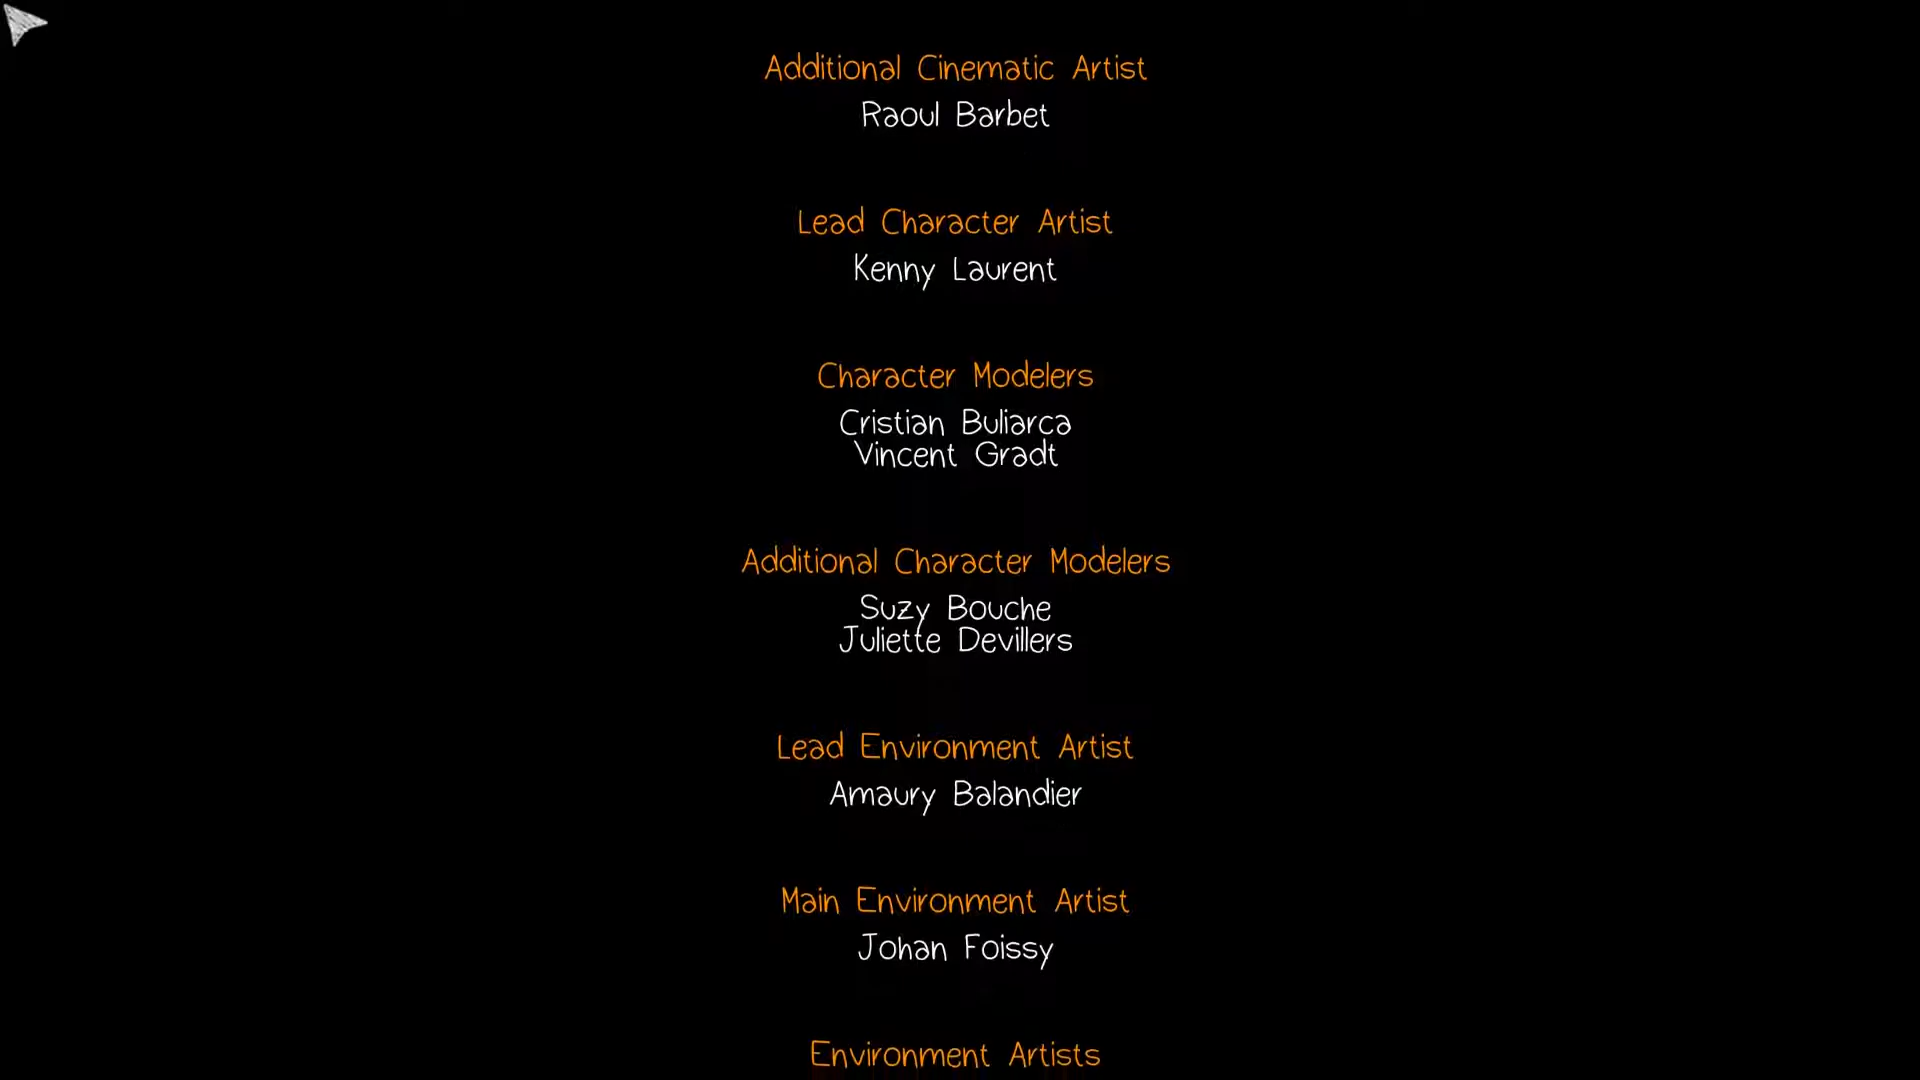 Additional Cinematic Artist
Raoul Barbet
Lead Character Artist
Kenny Laurent
Character Modelers
Cristian Buliarca
Vincent Gradt
Additional Character Modelers
Suzy Bouche
Juliette Devillers
Lead Environment Artist
Amaury Balandier
Main Environment Artist
Johan Foissy
Environment Artists